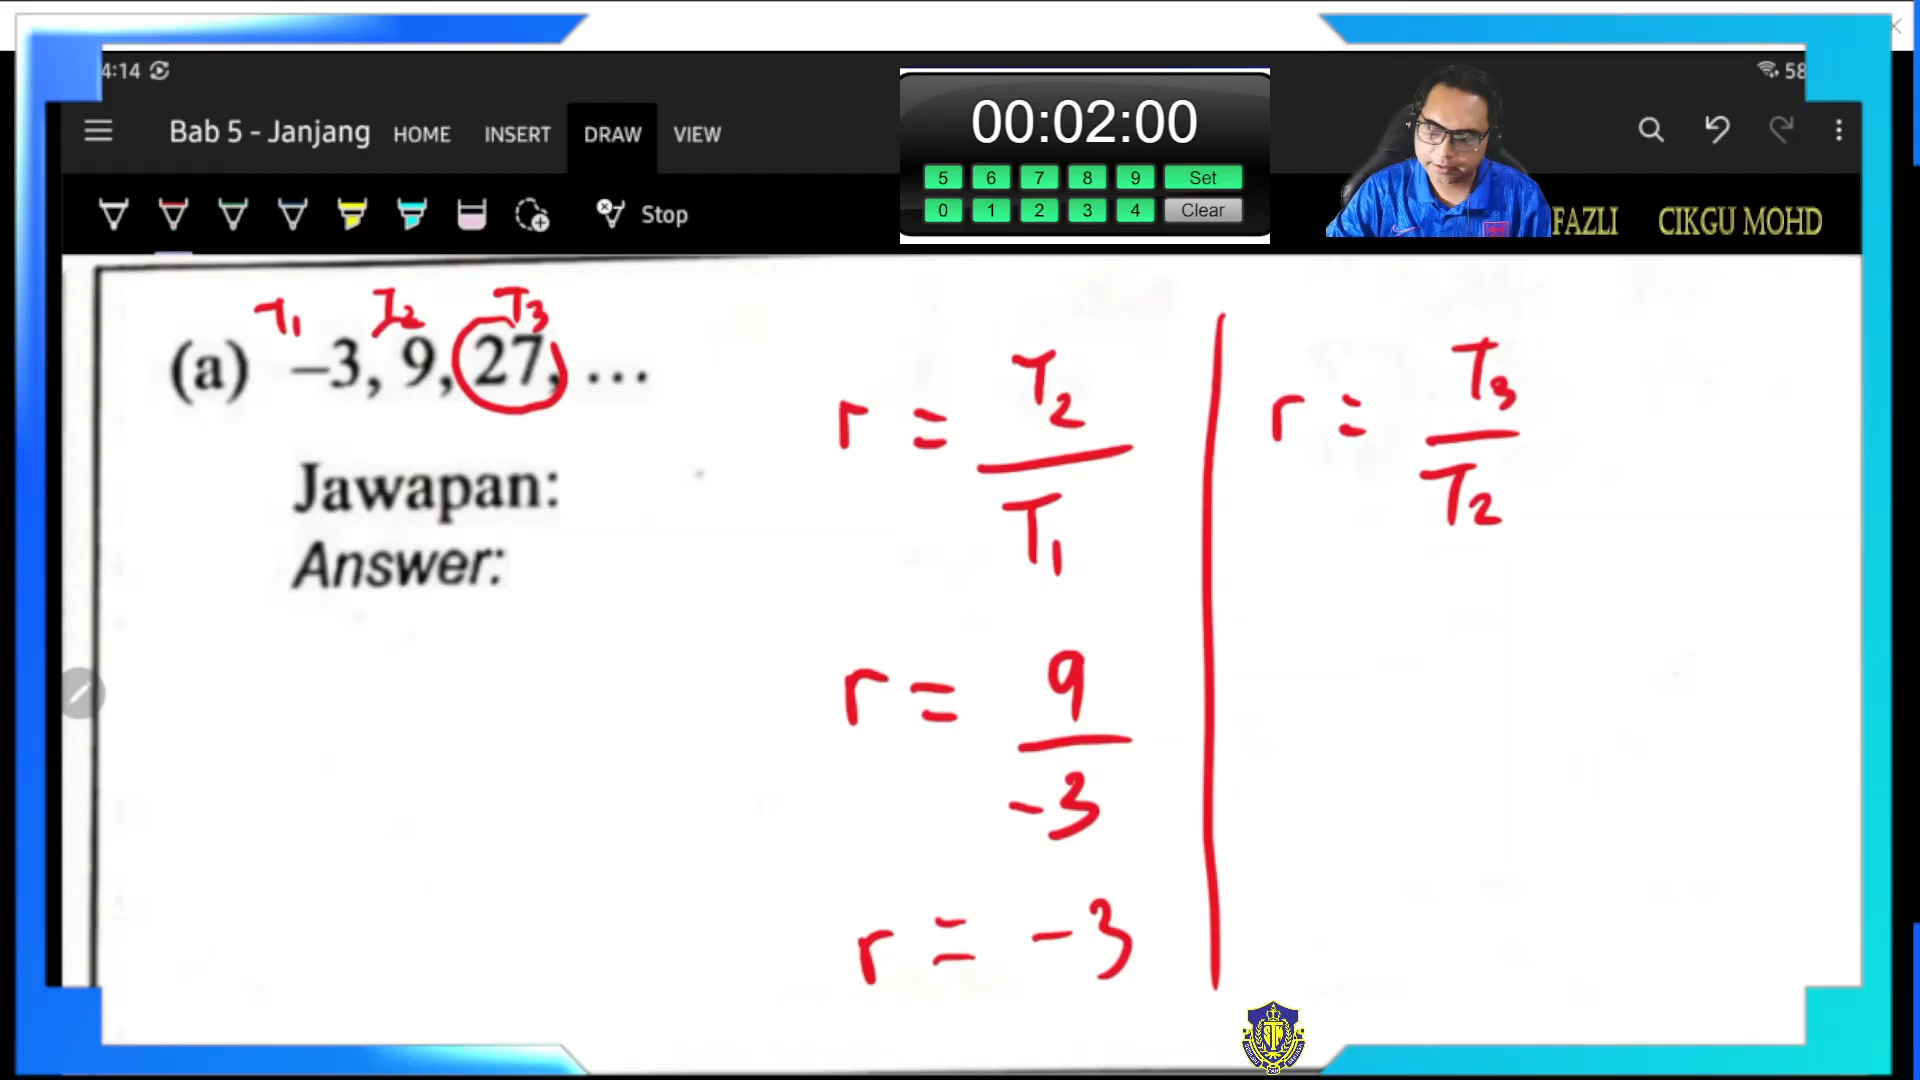 4:14
58
Bab 5 - Janjang HOME INSERT DRAW VIEW
00:02:00
5 6 7 8 9 Set
0 1 2 3 4 Clear
Stop
FAZLI CIKGU MOHD
T1 T2 T3
(a) –3, 9, 27, ...
Jawapan:
Answer:
r = T2 / T1
r = 9 / -3
r = -3
r = T3 / T2